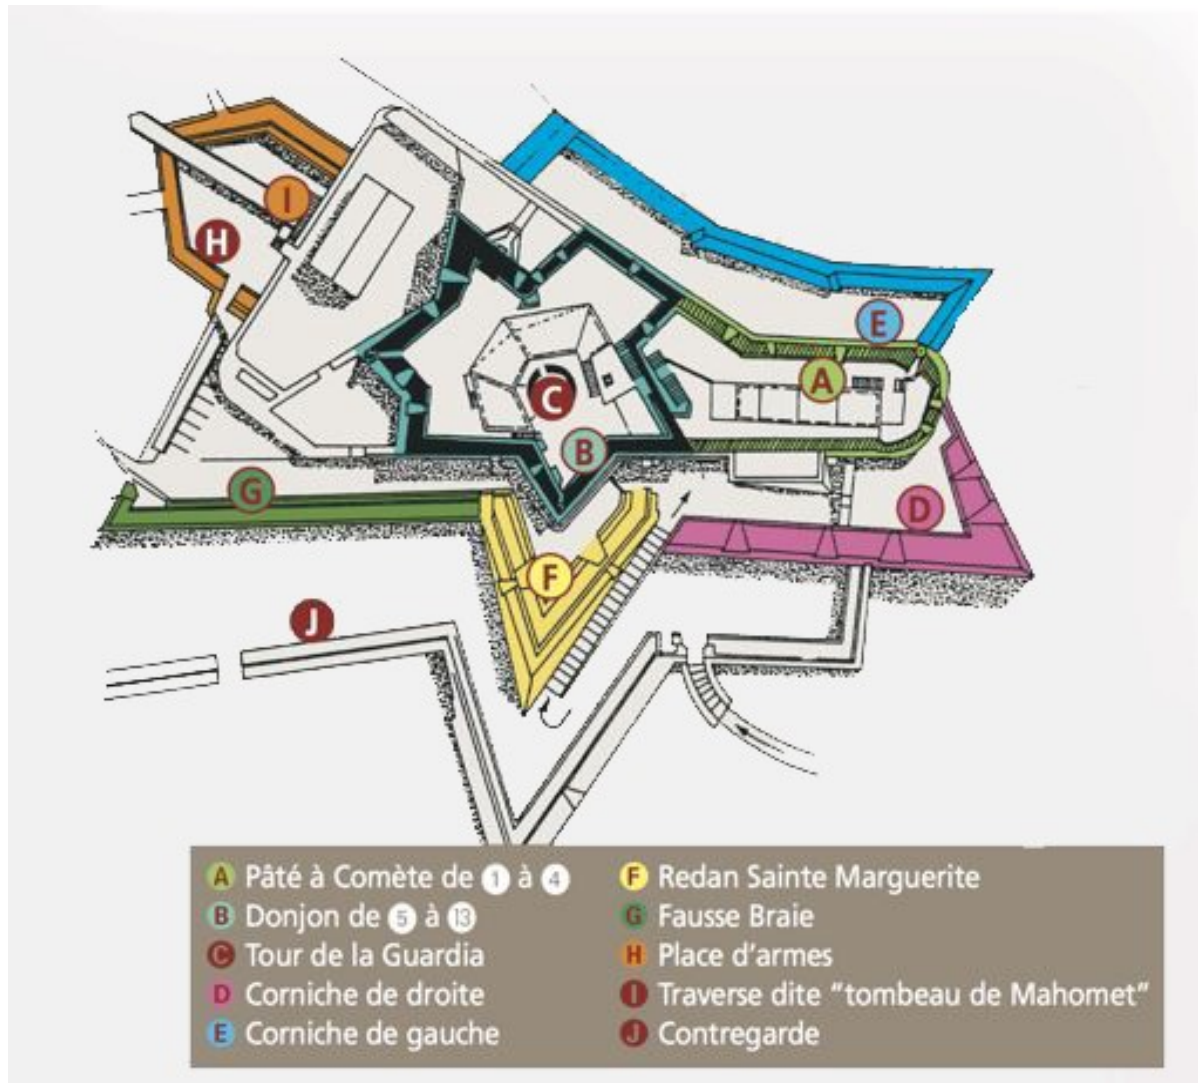 I
H
E
A
C
B
G
D
F
J
A Pâté à Comète de 1 à 4
B Donjon de 5 à 13
C Tour de la Guardia
D Corniche de droite
E Corniche de gauche
F Redan Sainte Marguerite
G Fausse Braie
H Place d’armes
I Traverse dite “tombeau de Mahomet”
J Contregarde